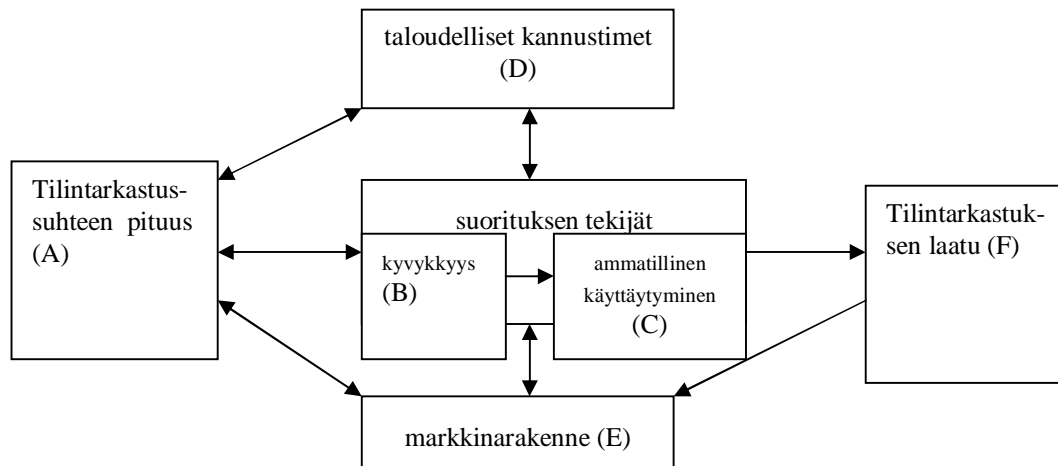 taloudelliset kannustimet
(D)
Tilintarkastus-
suhteen pituus
(A)
suorituksen tekijät
kyvykkyys
(B)
ammatillinen
käyttäytyminen
(C)
Tilintarkastuk-
sen laatu (F)
markkinarakenne (E)